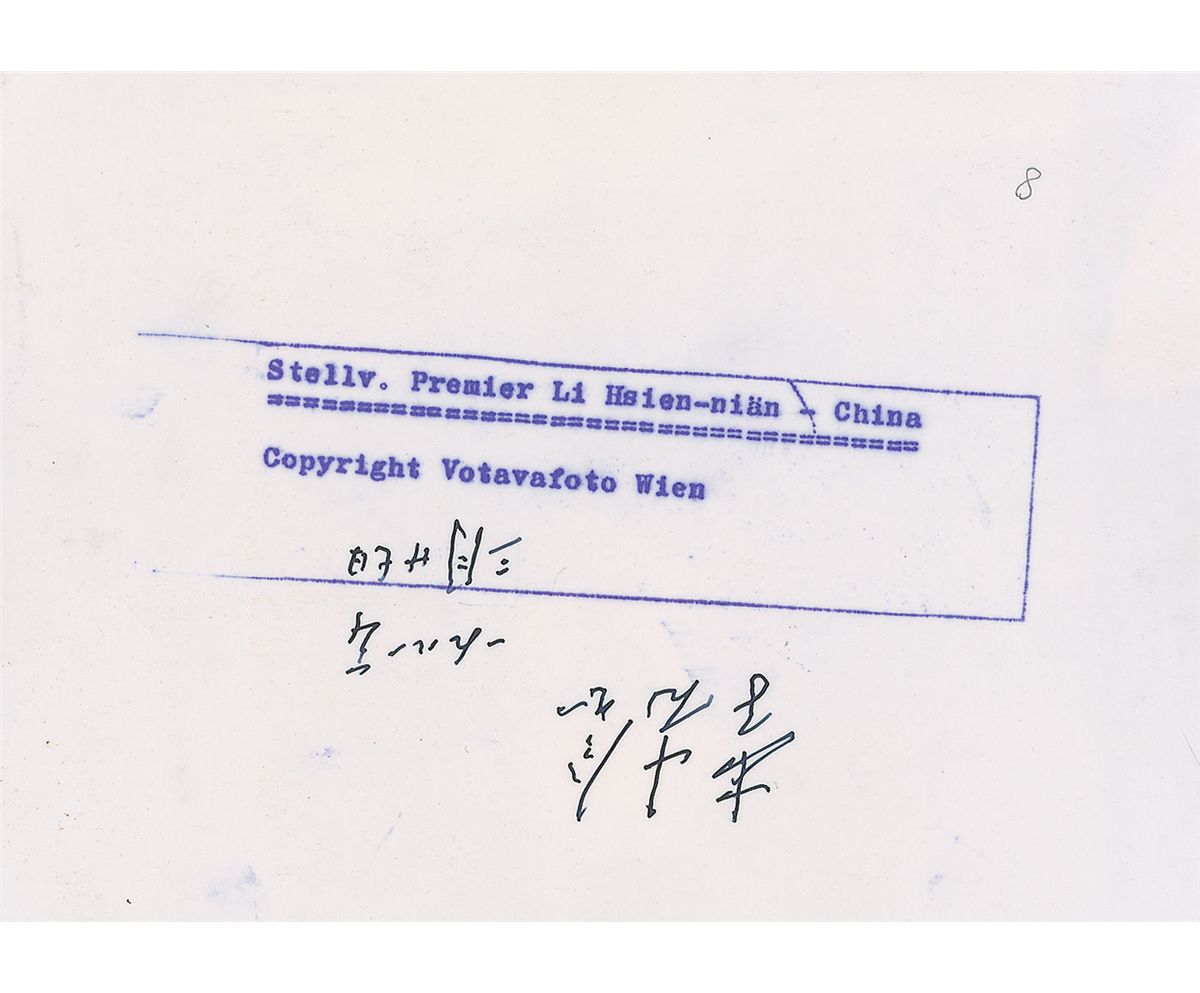 8
Stellv. Premier Li Hsien-niän - China
====================================
Copyright Votavafoto Wien
李先念